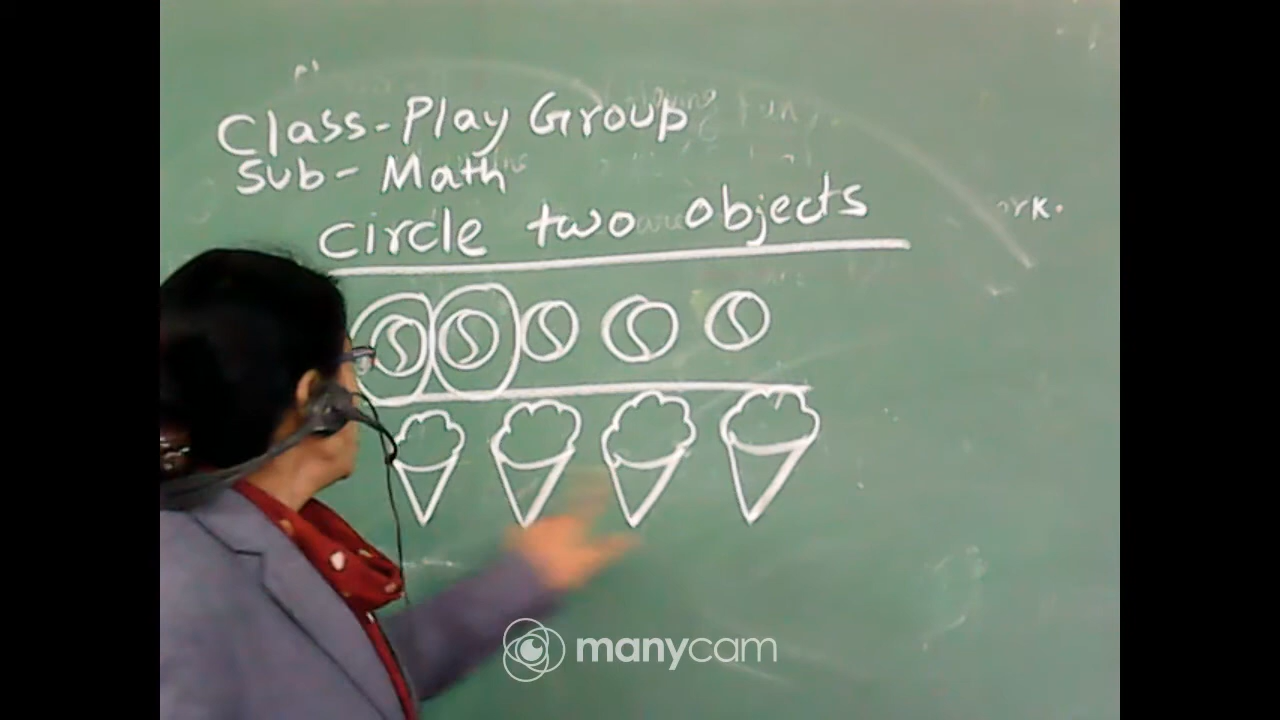 Class-Play Group
Sub- Math
Circle two objects
manycam